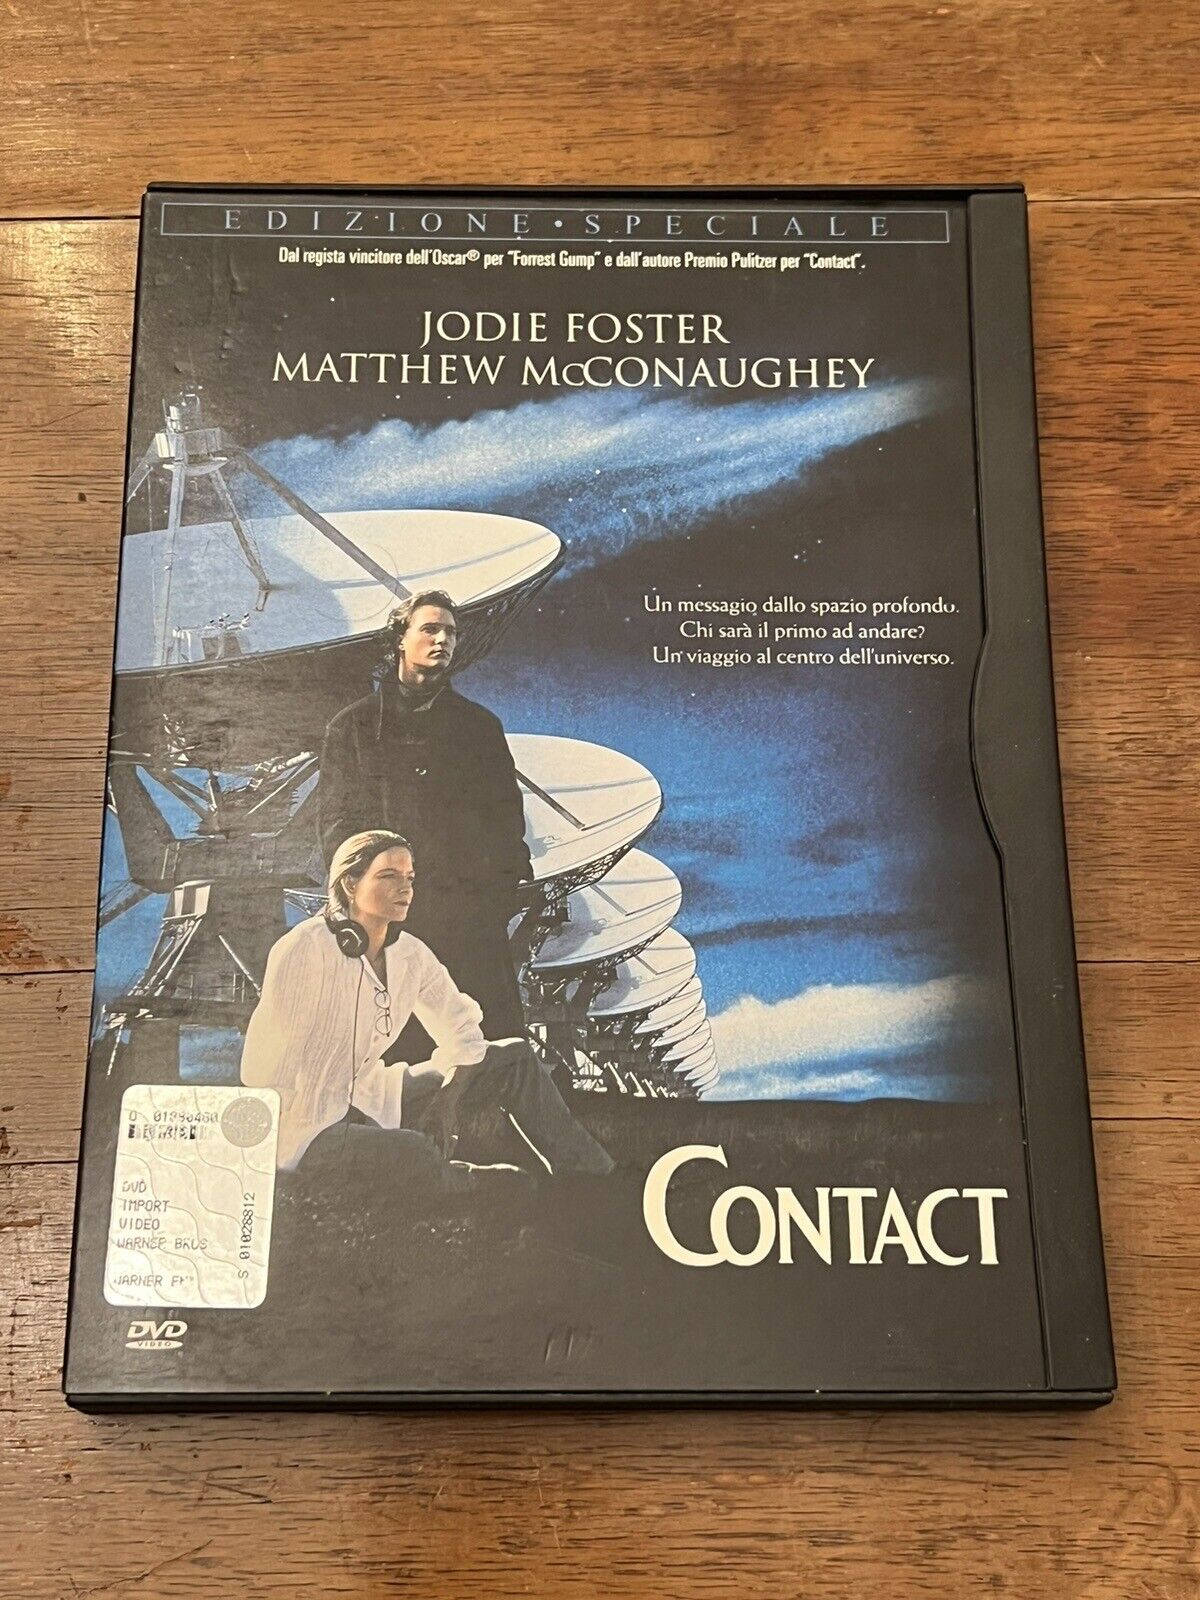 EDIZIONE • SPECIALE
Dal regista vincitore dell'Oscar® per "Forrest Gump" e dall'autore Premio Pulitzer per "Contact".
JODIE FOSTER
MATTHEW McCONAUGHEY
Un messagio dallo spazio profondo.
Chi sarà il primo ad andare?
Un viaggio al centro dell'universo.
CONTACT
DVD
IMPORT
VIDEO
WARNER BROS
WARNER
S 01028812
DVD
VIDEO